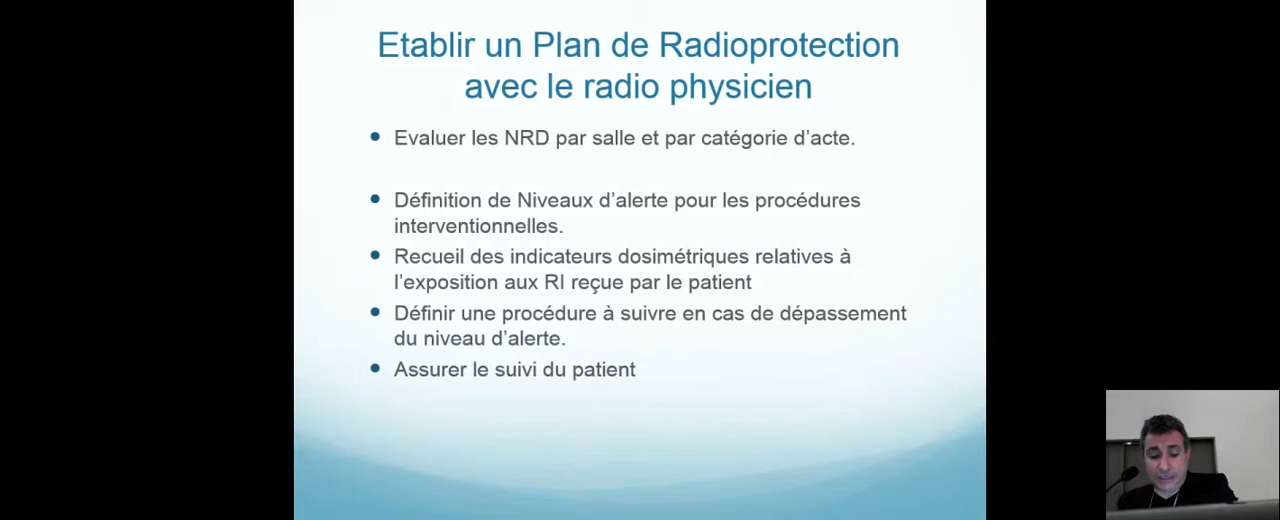 Etablir un Plan de Radioprotection
avec le radio physicien
Evaluer les NRD par salle et par catégorie d’acte.
Définition de Niveaux d’alerte pour les procédures
interventionnelles.
Recueil des indicateurs dosimétriques relatives à
l’exposition aux RI reçue par le patient
Définir une procédure à suivre en cas de dépassement
du niveau d’alerte.
Assurer le suivi du patient